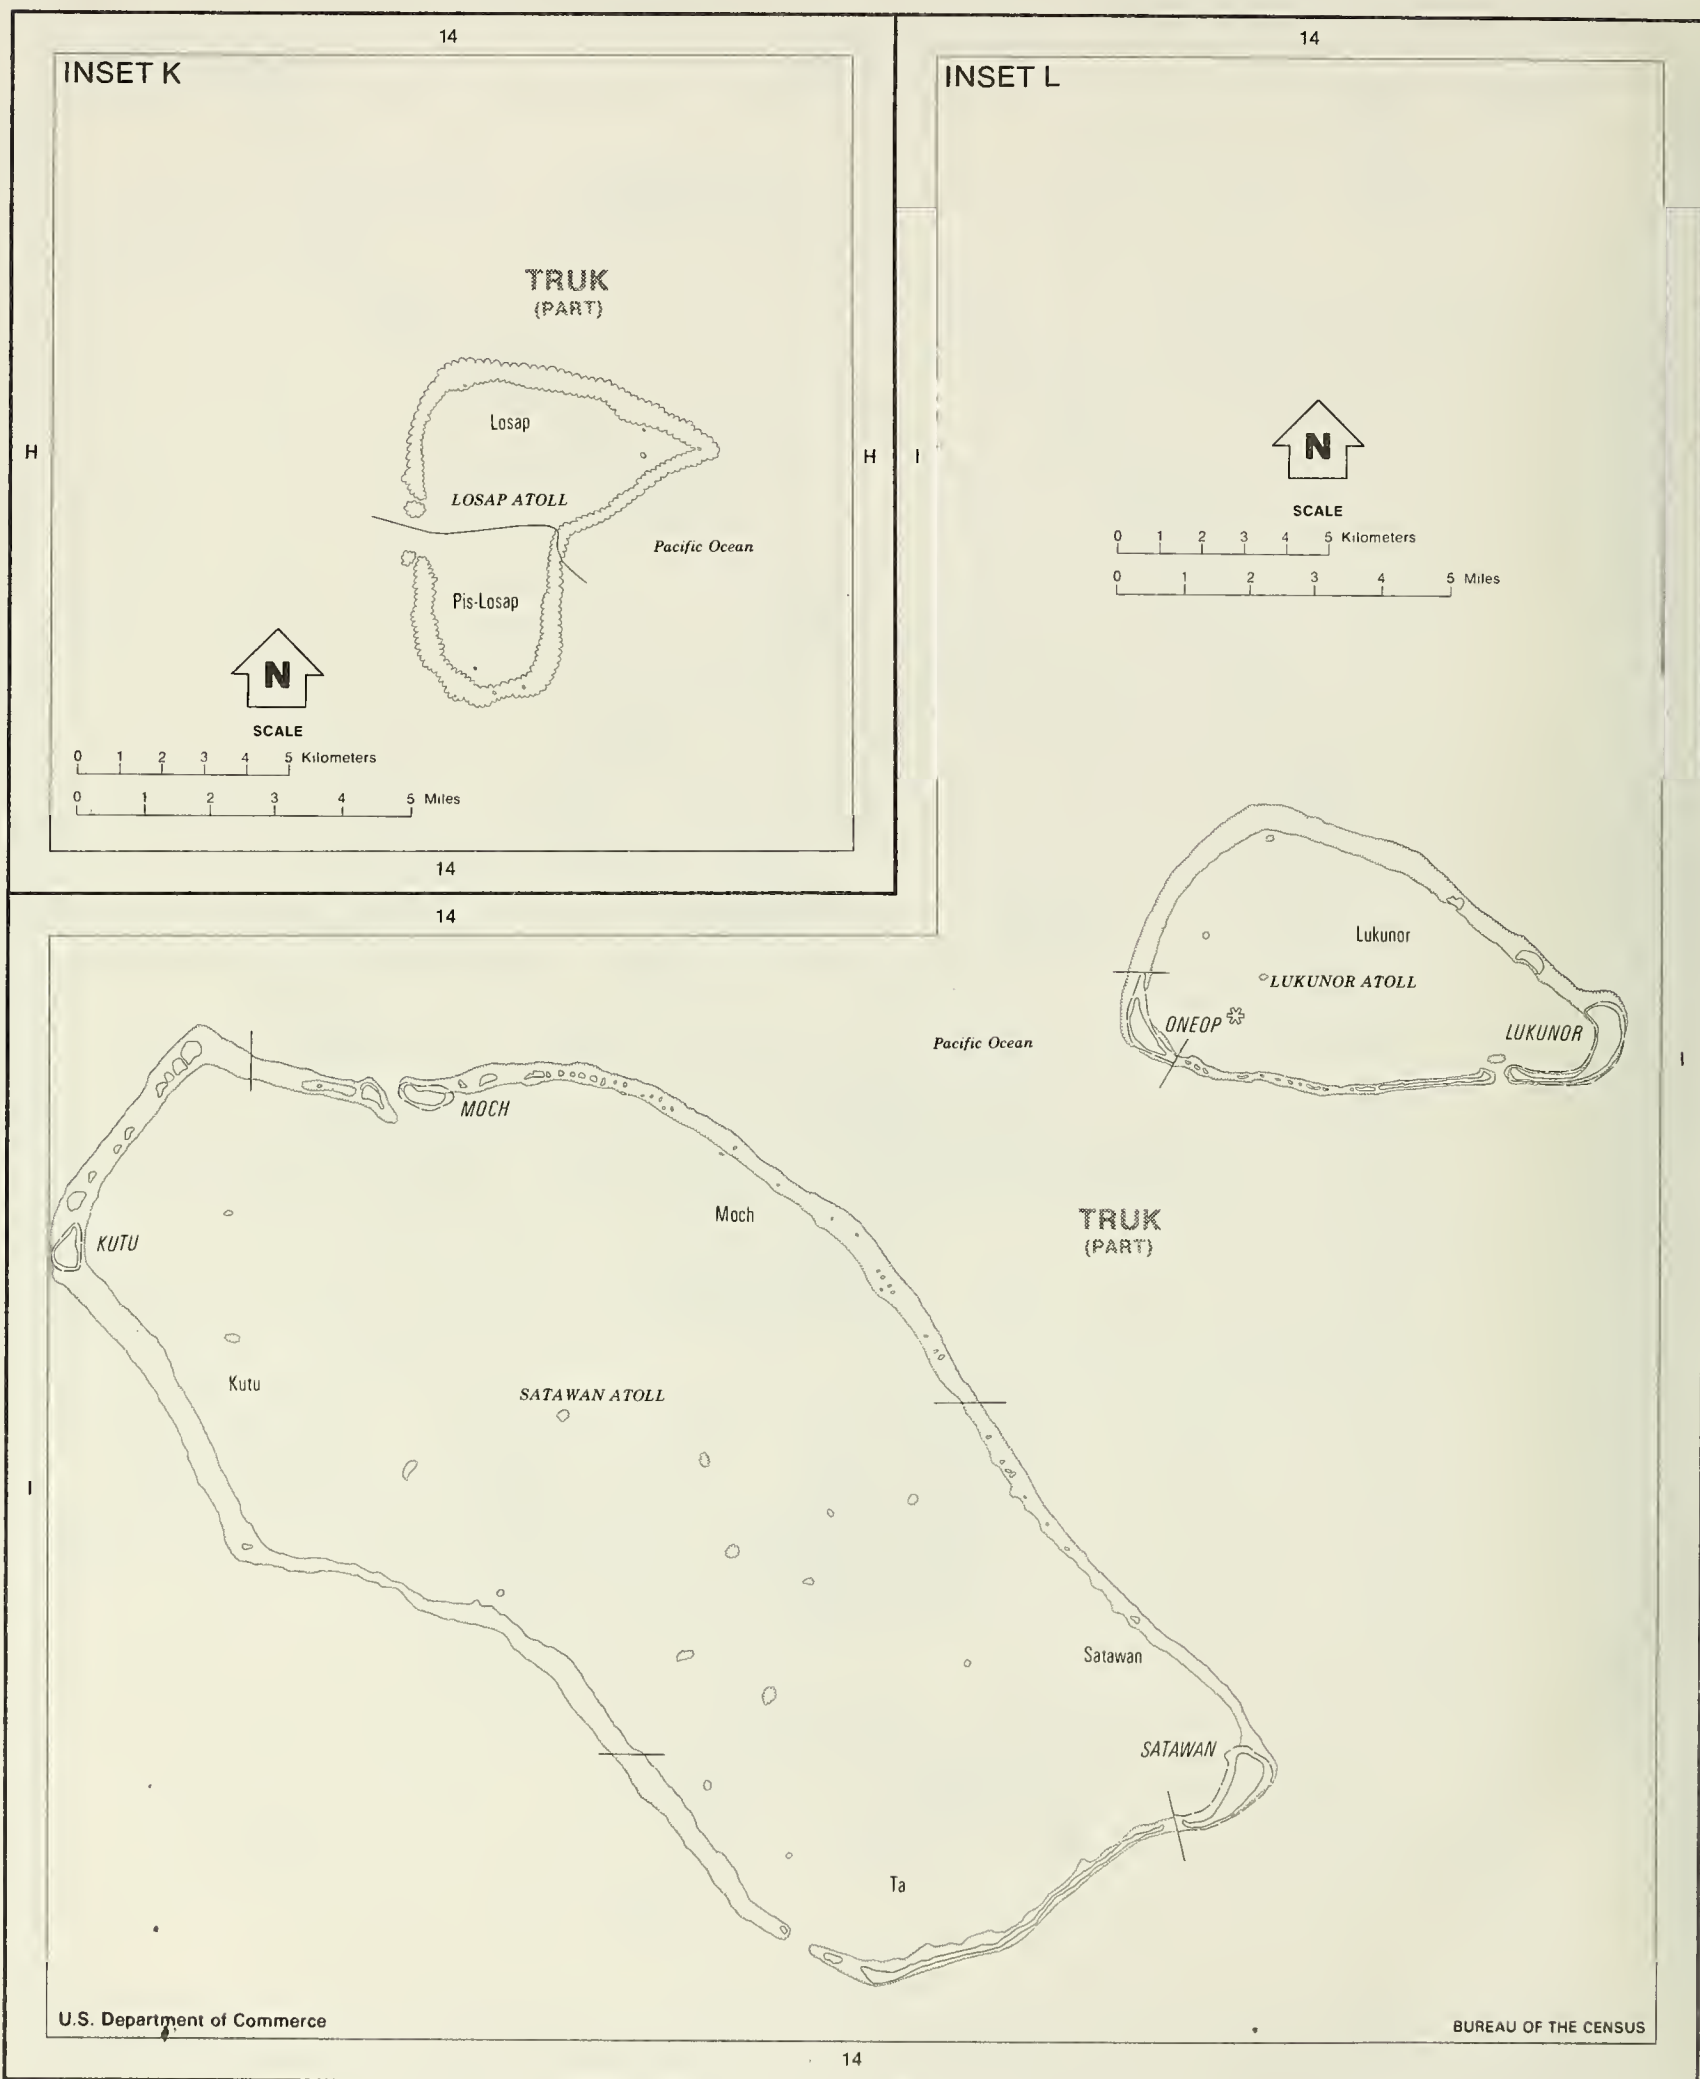 14
INSET K
TRUK
(PART)
Losap
H
H
LOSAP ATOLL
Pacific Ocean
Pis-Losap
N
SCALE
0 1 2 3 4 5 Kilometers
0 1 2 3 4 5 Miles
14
14
INSET L
I
N
SCALE
0 1 2 3 4 5 Kilometers
0 1 2 3 4 5 Miles
14
Lukunor
LUKUNOR ATOLL
ONEOP
LUKUNOR
Pacific Ocean
I
MOCH
Moch
TRUK
(PART)
KUTU
Kutu
SATAWAN ATOLL
I
Satawan
SATAWAN
Ta
U.S. Department of Commerce
BUREAU OF THE CENSUS
14